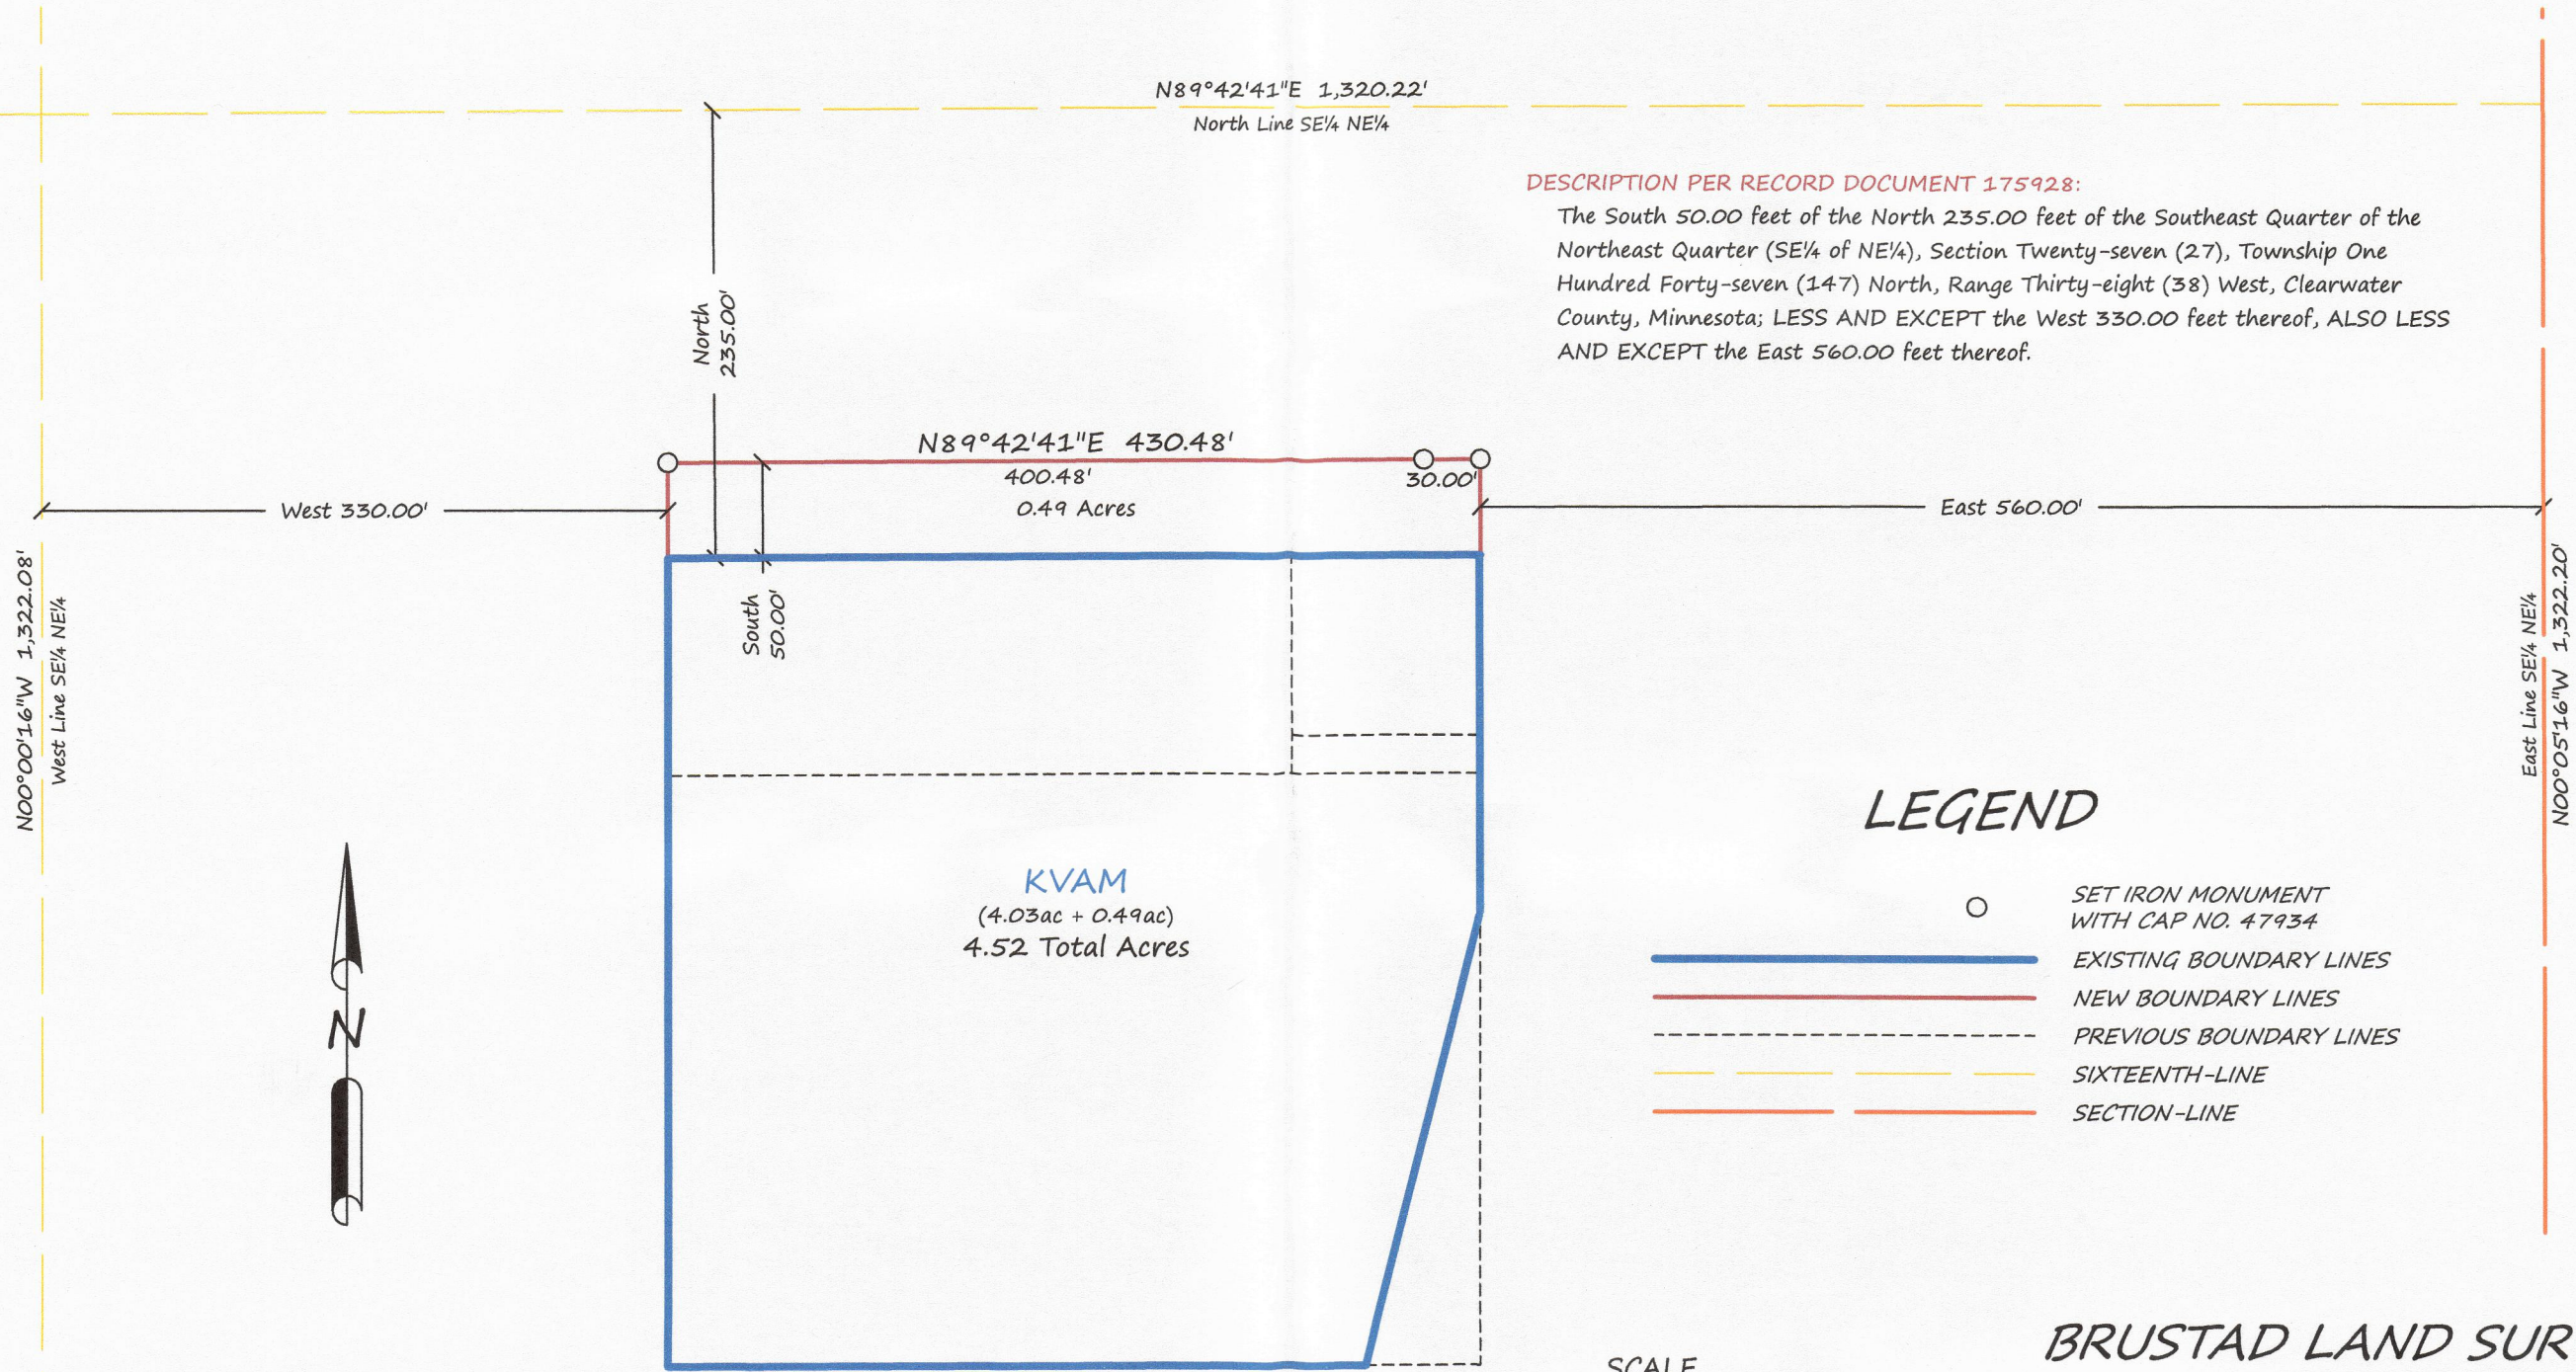 N89°42'41"E 1,320.22'
North Line SE¼ NE¼
DESCRIPTION PER RECORD DOCUMENT 175928:
The South 50.00 feet of the North 235.00 feet of the Southeast Quarter of the
Northeast Quarter (SE¼ of NE¼), Section Twenty-seven (27), Township One
Hundred Forty-seven (147) North, Range Thirty-eight (38) West, Clearwater
County, Minnesota; LESS AND EXCEPT the West 330.00 feet thereof, ALSO LESS
AND EXCEPT the East 560.00 feet thereof.
North
235.00'
N89°42'41"E 430.48'
400.48'
30.00'
0.49 Acres
West 330.00'
East 560.00'
N00°00'16"W 1,322.08'
West Line SE¼ NE¼
South
50.00'
East Line SE¼ NE¼
N00°05'16"W 1,322.20'
KVAM
(4.03ac + 0.49ac)
4.52 Total Acres
N
LEGEND
SET IRON MONUMENT
WITH CAP NO. 47934
EXISTING BOUNDARY LINES
NEW BOUNDARY LINES
PREVIOUS BOUNDARY LINES
SIXTEENTH-LINE
SECTION-LINE
SCALE
BRUSTAD LAND SUR